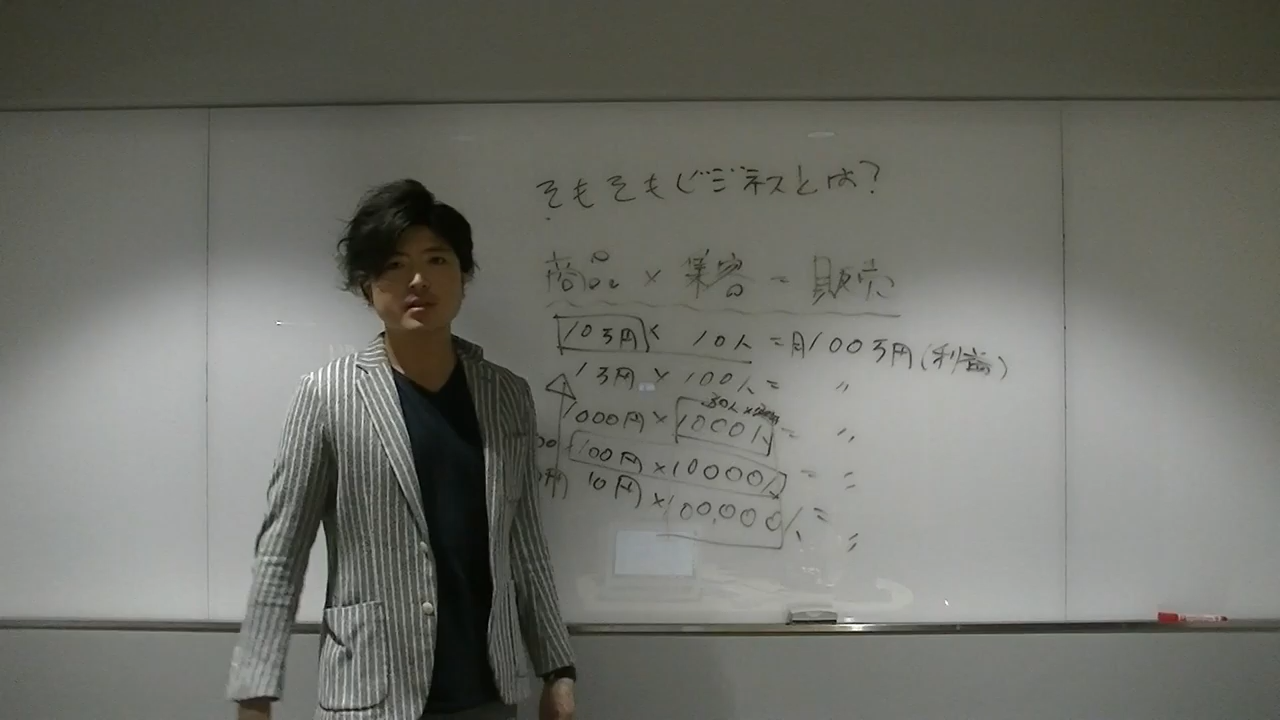 そもそもビジネスとは?
商品 × 集客 = 販売
10万円 × 10人 = 月100万円(利益)
1万円 × 100人 = 〃
30人×
1000円 × 1000人 = 〃
100円 × 10000人 = 〃
10円 × 100,000人 = 〃